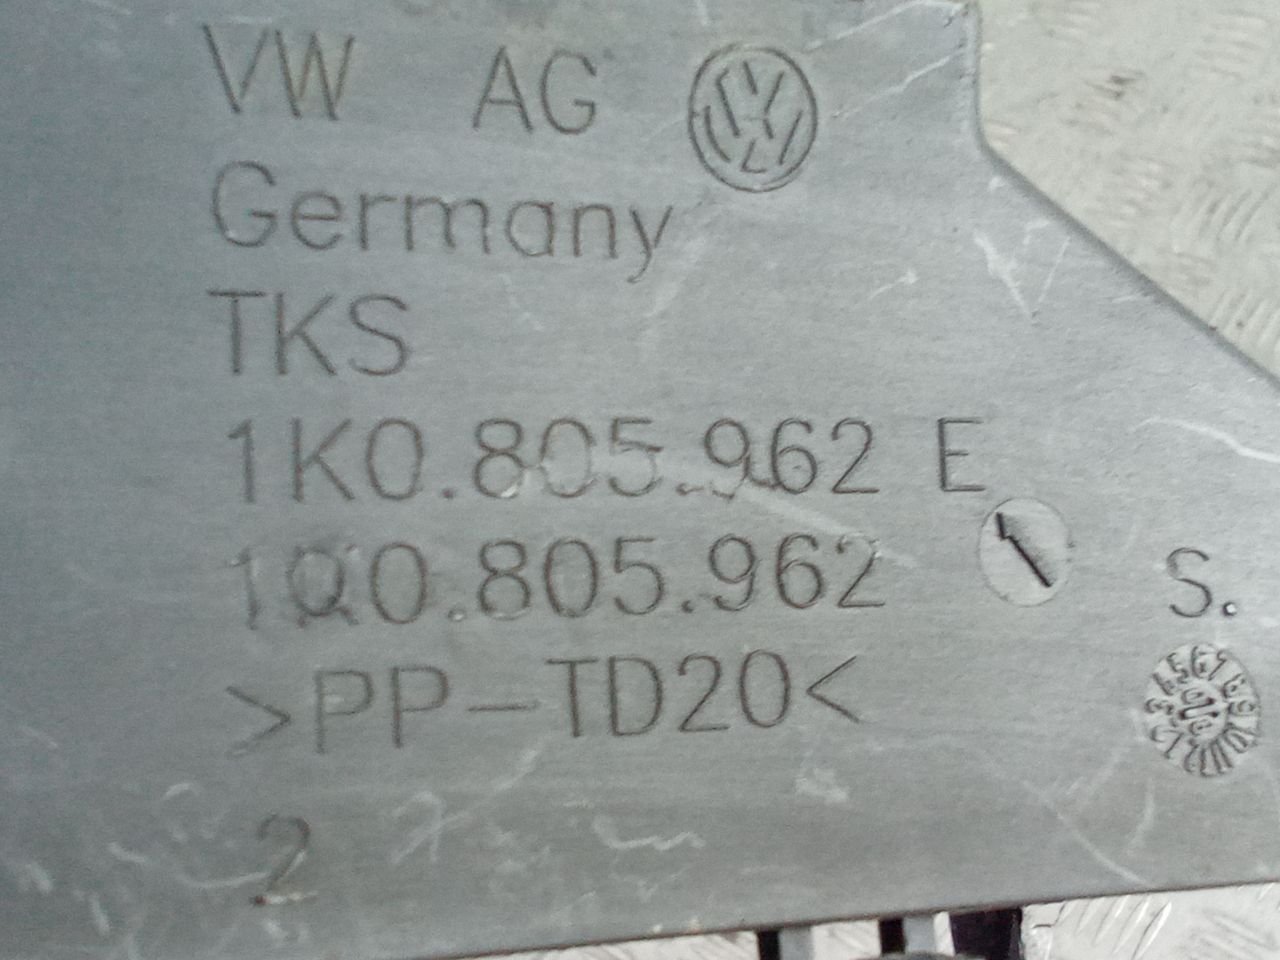 VW AG
Germany
TKS
1K0.805.962 E
1Q0.805.962
S.
>PP-TD20<
2